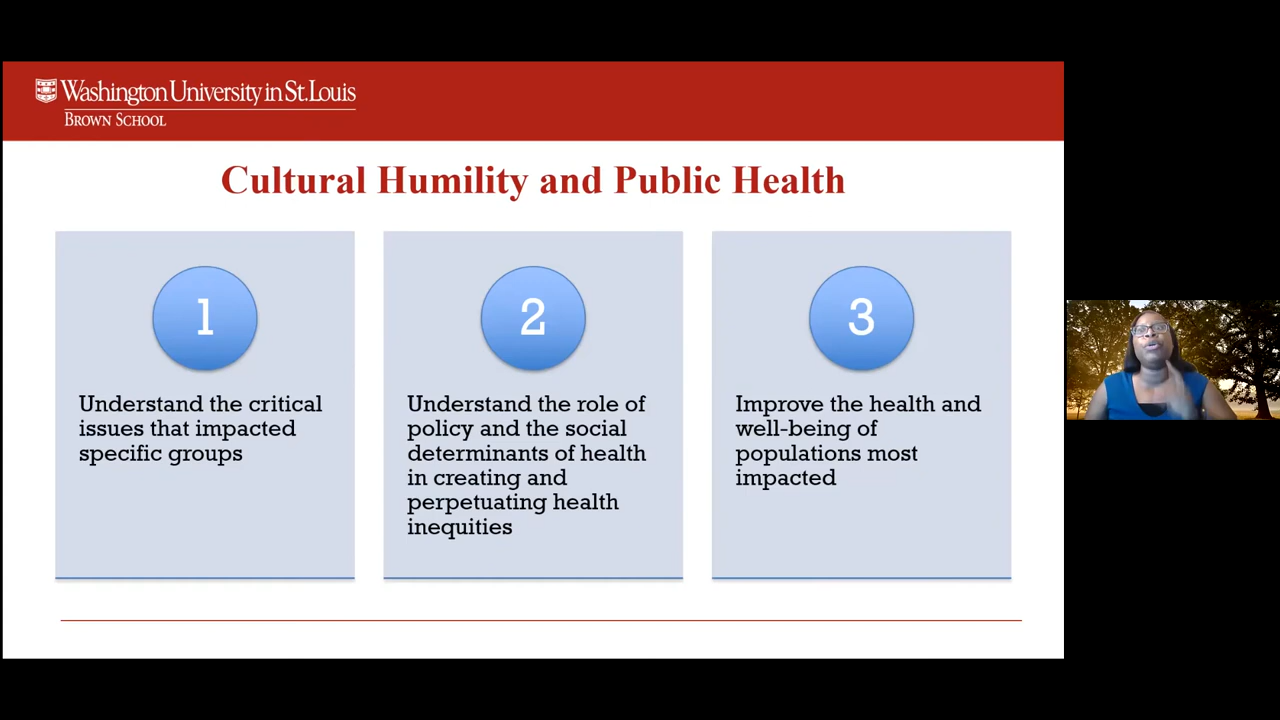 Washington University in St. Louis
BROWN SCHOOL
Cultural Humility and Public Health
1
Understand the critical
issues that impacted
specific groups
2
Understand the role of
policy and the social
determinants of health
in creating and
perpetuating health
inequities
3
Improve the health and
well-being of
populations most
impacted